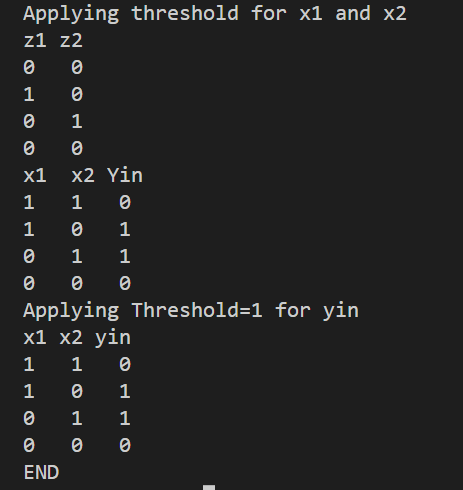 Applying threshold for x1 and x2
z1 z2
0   0
1   0
0   1
0   0
x1  x2 Yin
1   1   0
1   0   1
0   1   1
0   0   0
Applying Threshold=1 for yin
x1 x2 yin
1   1   0
1   0   1
0   1   1
0   0   0
END